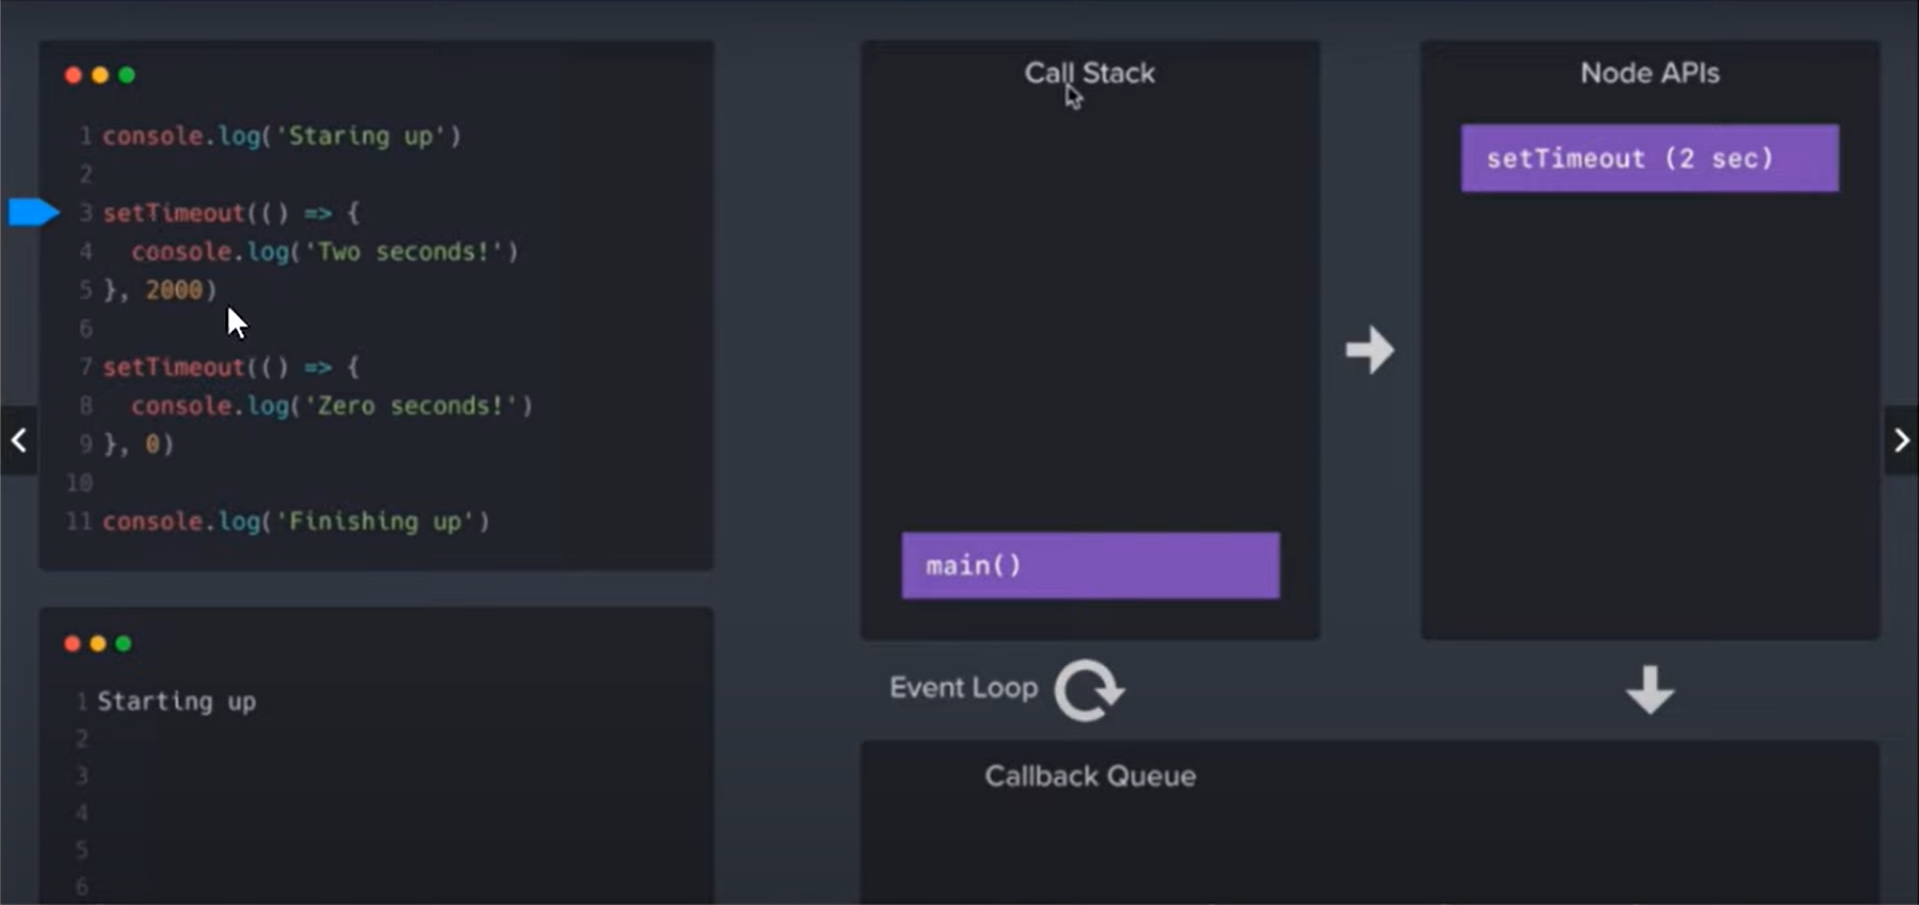 1 console.log('Staring up')
2
3 setTimeout(() => {
4 console.log('Two seconds!')
5 }, 2000)
6
7 setTimeout(() => {
8 console.log('Zero seconds!')
9 }, 0)
10
11 console.log('Finishing up')
1 Starting up
2
3
4
5
6
Call Stack
main()
Node APIs
setTimeout (2 sec)
Event Loop
Callback Queue